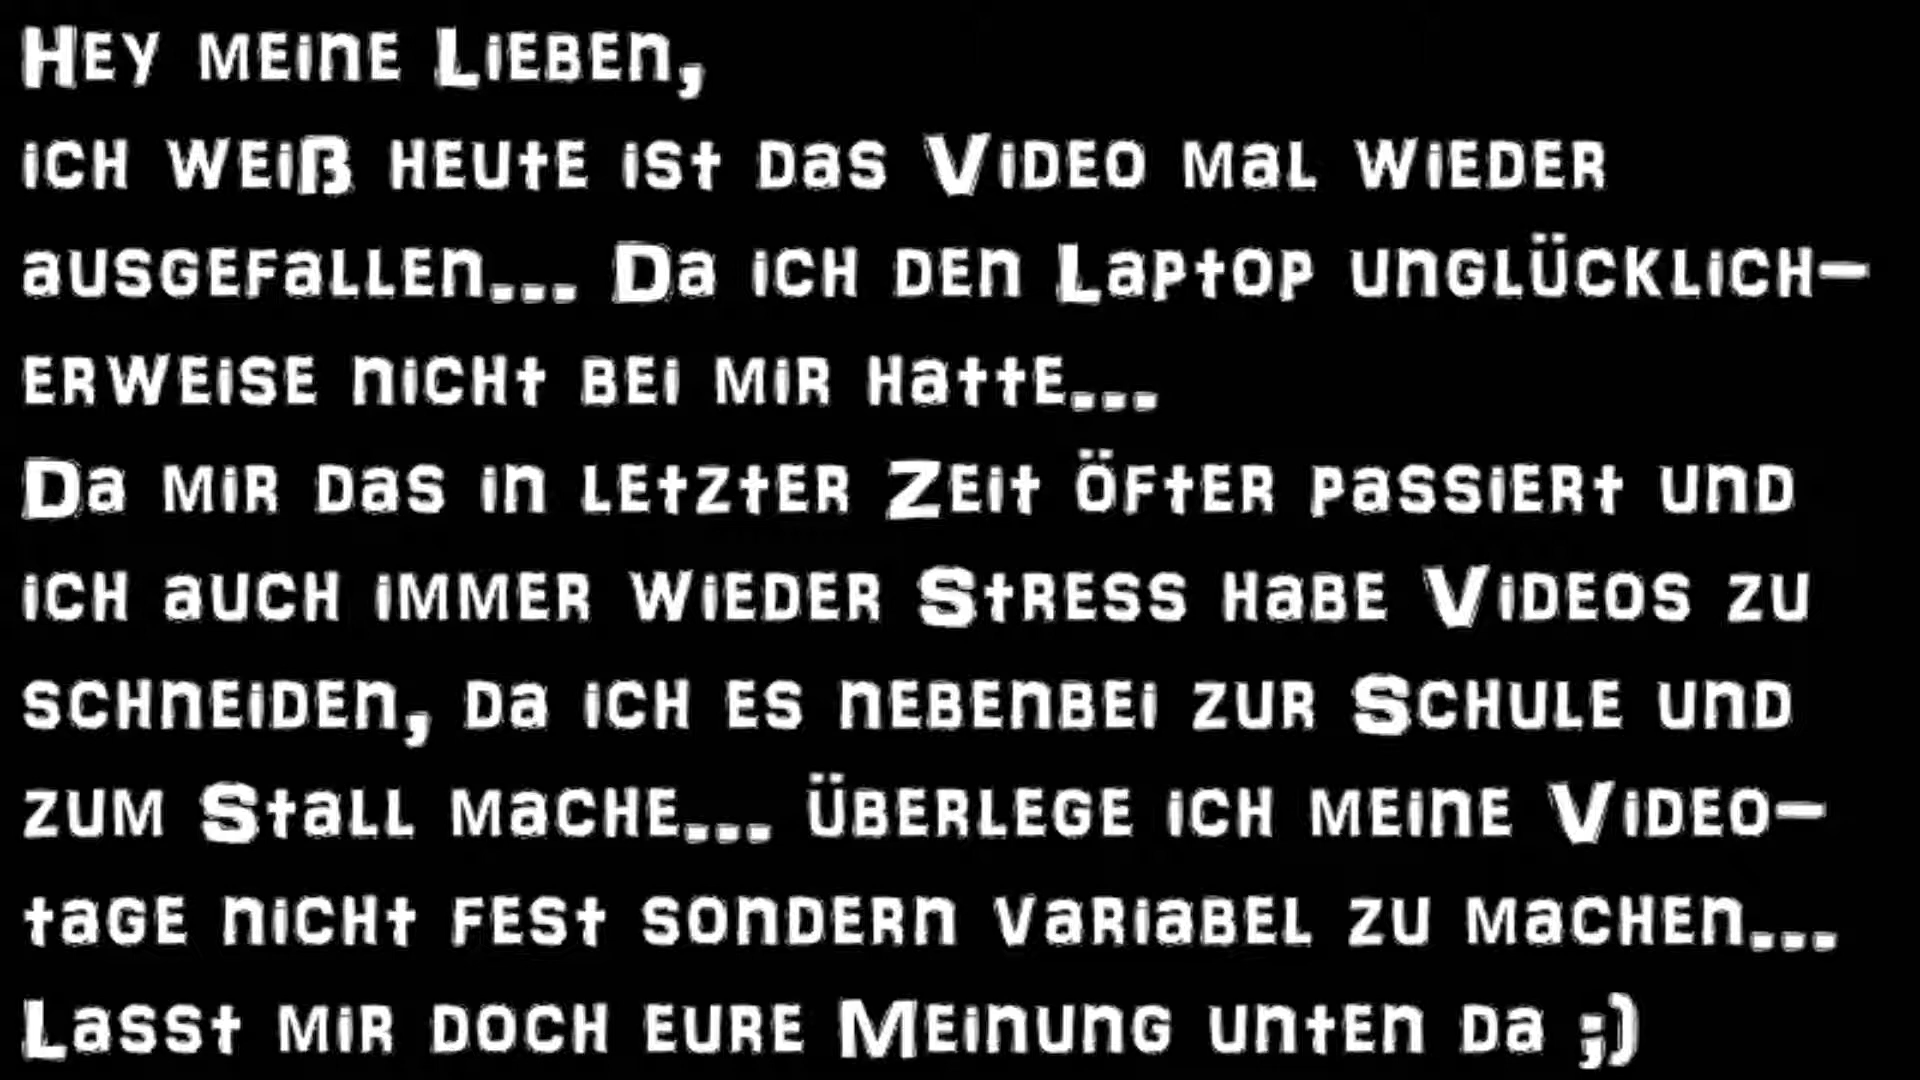 Hey meine Lieben,
ich weiß heute ist das Video mal wieder
ausgefallen... Da ich den Laptop unglücklich-
erweise nicht bei mir hatte...
Da mir das in letzter Zeit öfter passiert und
ich auch immer wieder Stress habe Videos zu
schneiden, da ich es nebenbei zur Schule und
zum Stall mache... überlege ich meine Video-
tage nicht fest sondern variabel zu machen...
Lasst mir doch eure Meinung unten da ;)